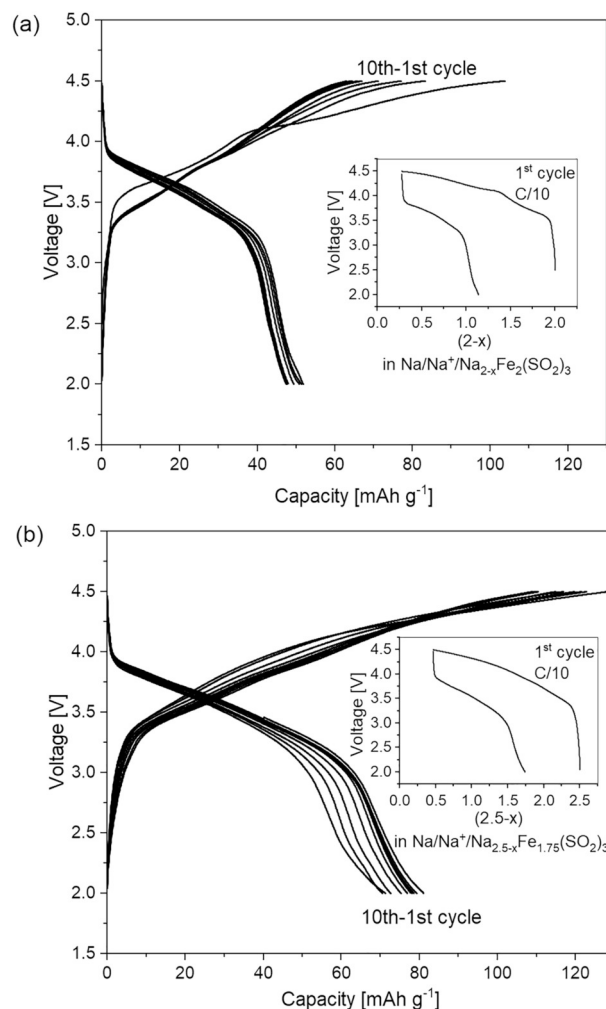 (a)
5.0
4.5
4.0
3.5
3.0
2.5
2.0
1.5
Voltage [V]
10th-1st cycle
0
20
40
60
80
100
120
Capacity [mAh g⁻¹]
1ˢᵗ cycle
C/10
Voltage [V]
4.5
4.0
3.5
3.0
2.5
2.0
0.0
0.5
1.0
1.5
2.0
(2-x)
in Na/Na⁺/Na₂₋ₓFe₂(SO₂)₃
(b)
5.0
4.5
4.0
3.5
3.0
2.5
2.0
1.5
Voltage [V]
1ˢᵗ cycle
C/10
Voltage [V]
4.5
4.0
3.5
3.0
2.5
2.0
0.0
0.5
1.0
1.5
2.0
2.5
(2.5-x)
in Na/Na⁺/Na₂.₅₋ₓFe₁.₇₅(SO₂)₃
10th-1st cycle
0
20
40
60
80
100
120
Capacity [mAh g⁻¹]